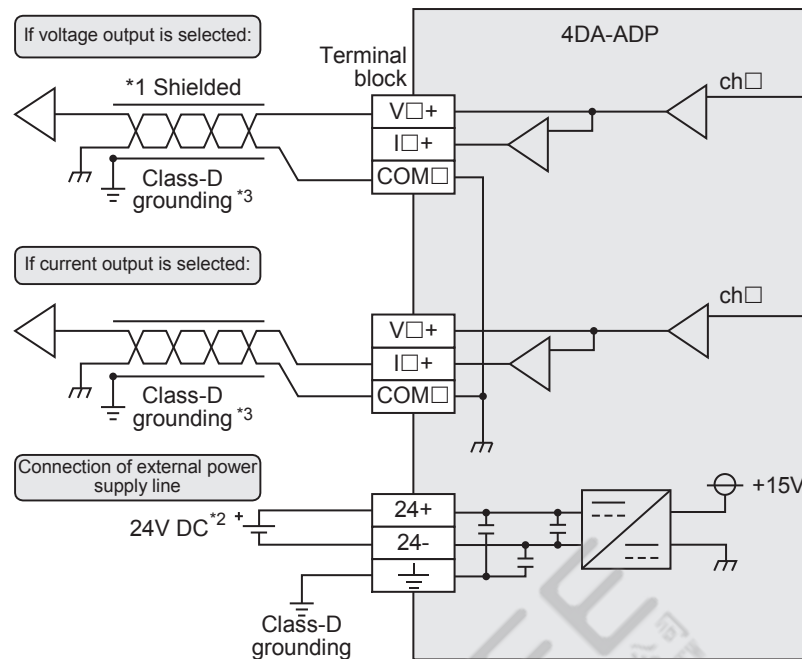 If voltage output is selected:
*1 Shielded
Terminal
block
4DA-ADP
ch□
V□+
I□+
COM□
Class-D
grounding *3
If current output is selected:
ch□
V□+
I□+
COM□
Class-D
grounding *3
Connection of external power
supply line
24V DC*2 +
24+
24-
+15V
Class-D
grounding